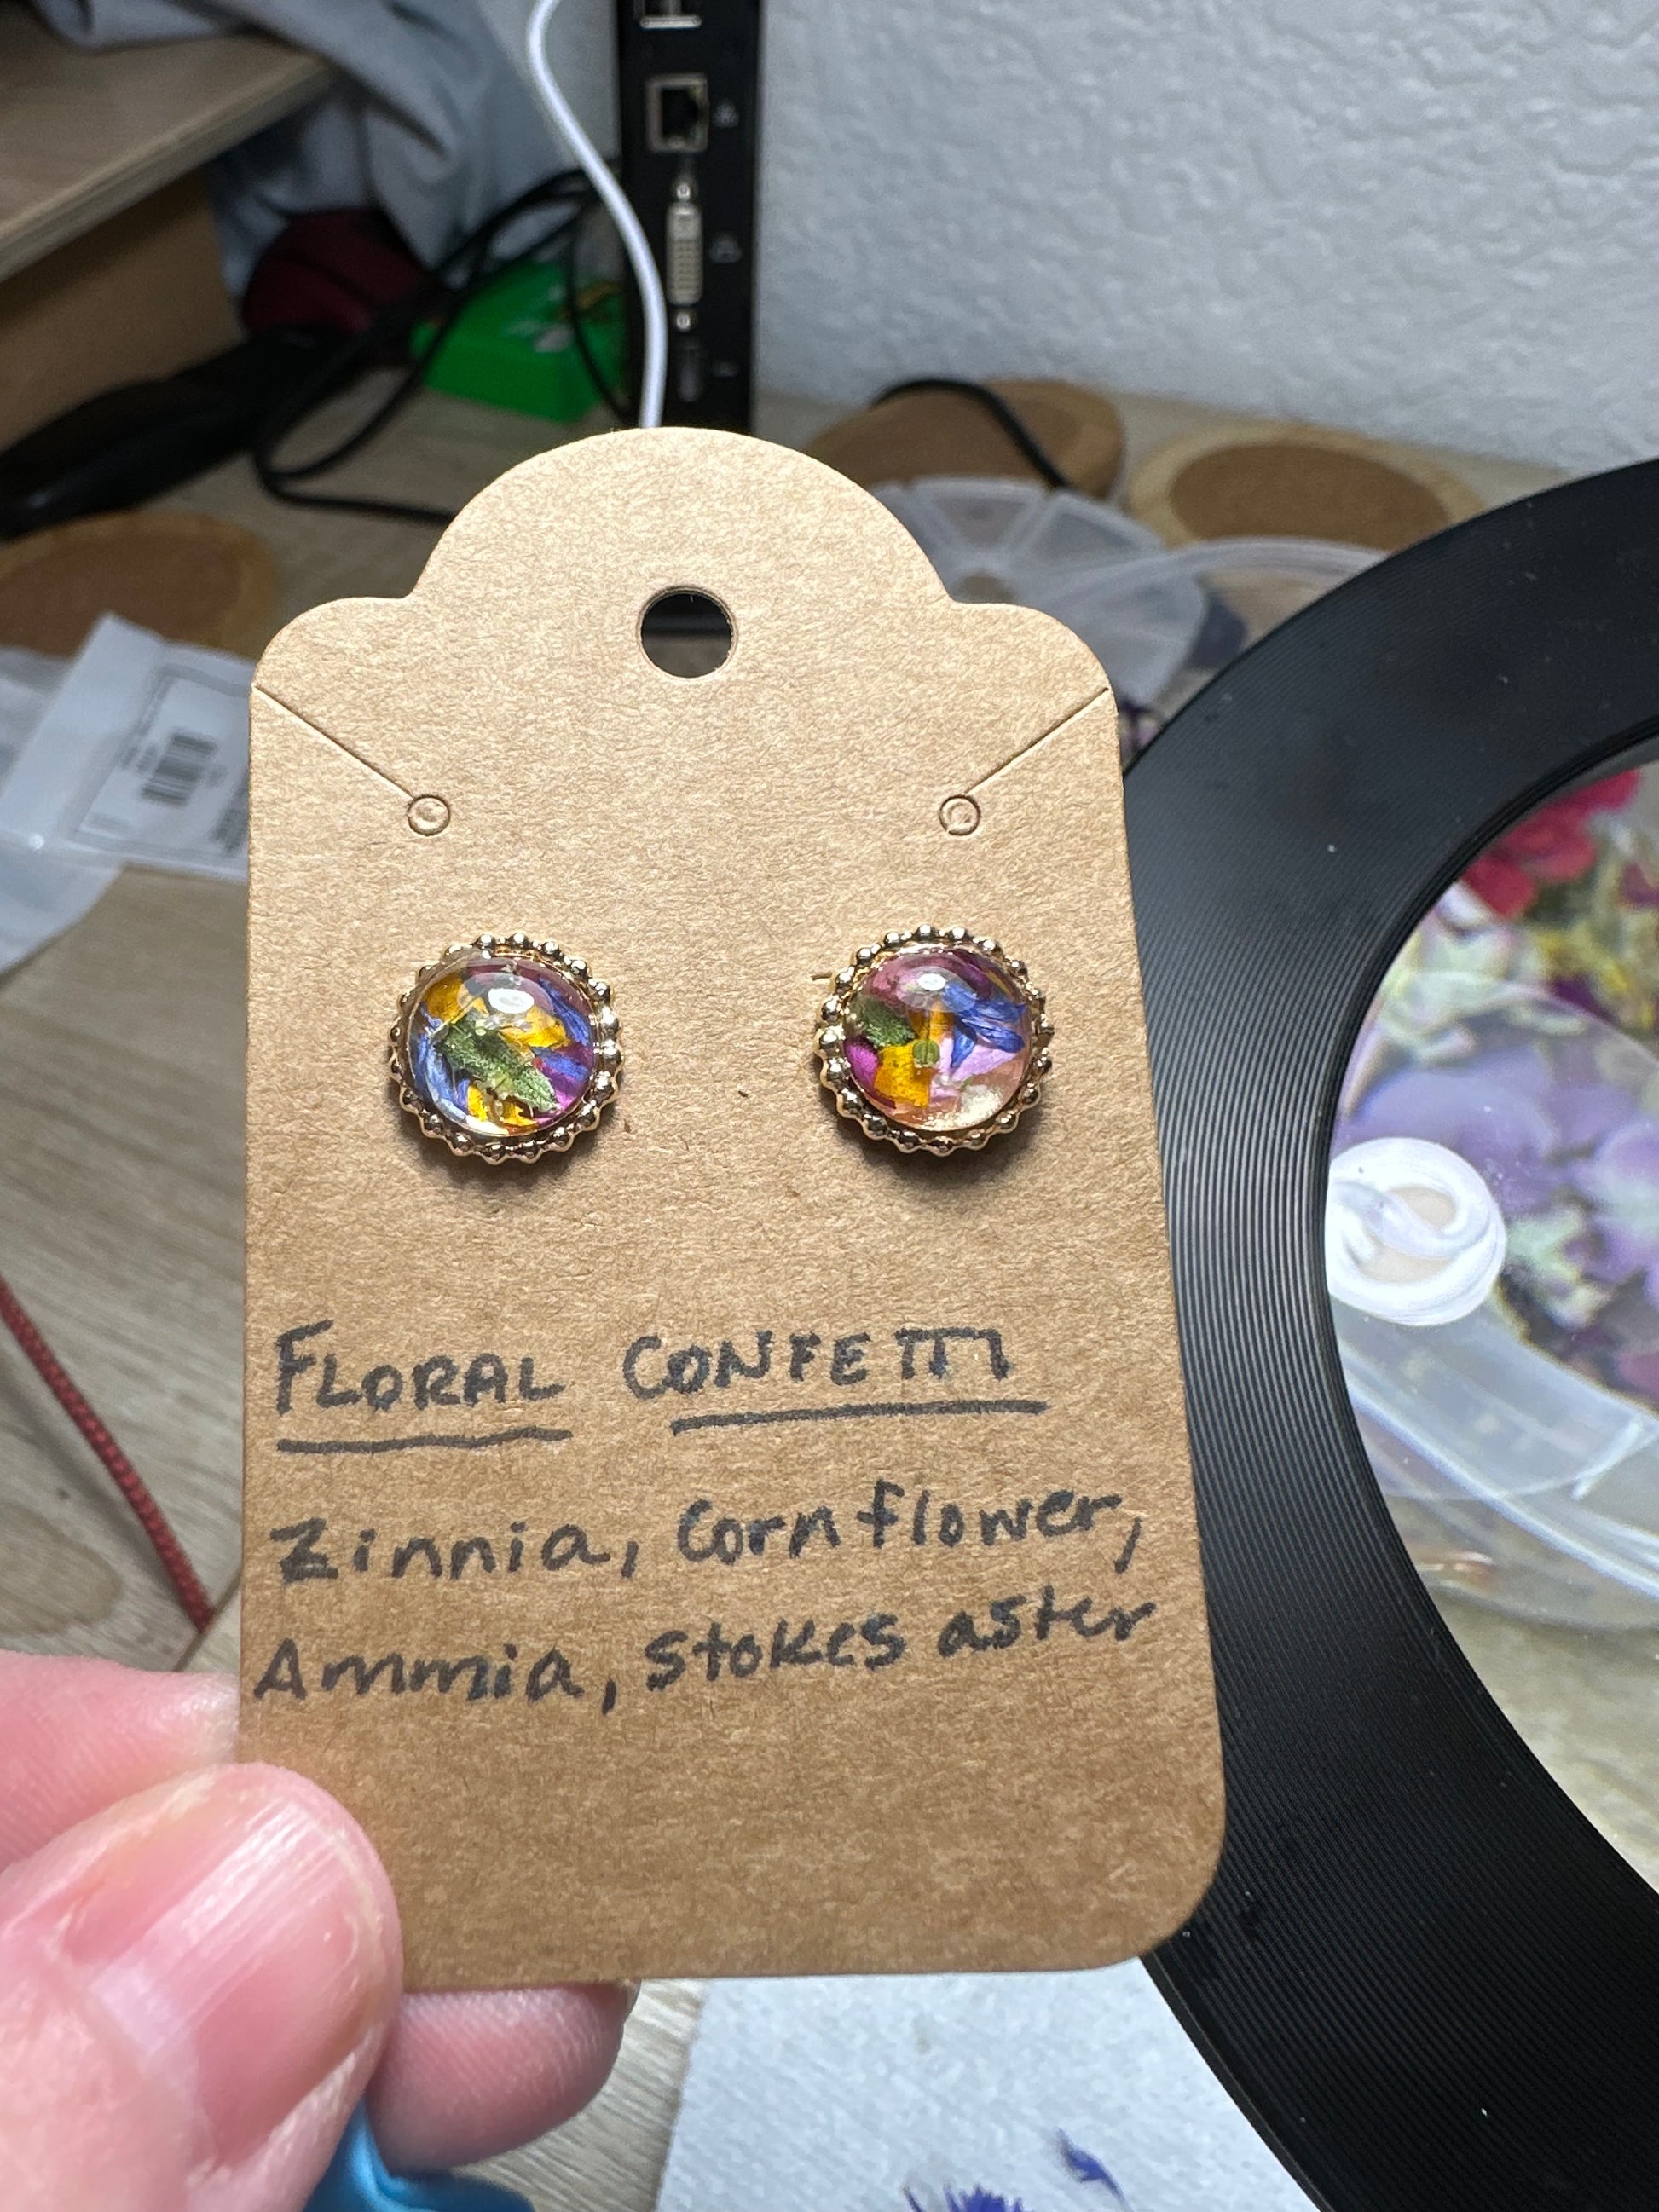 FLORAL CONFETTI
Zinnia, Cornflower,
Ammia, stokes aster